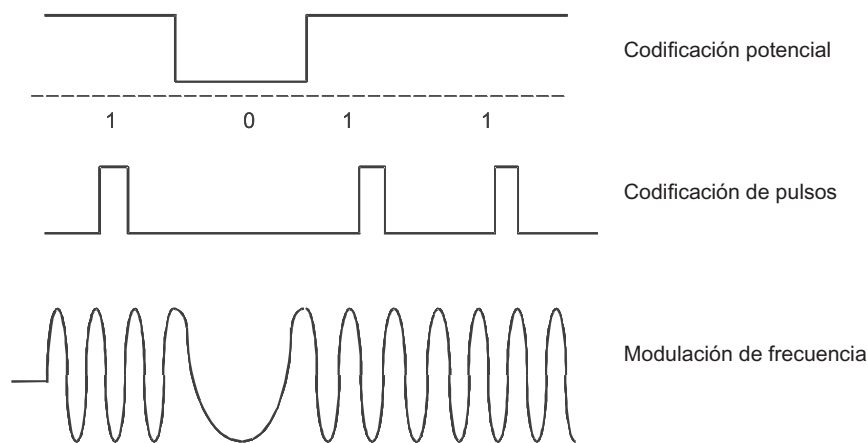 Codificación potencial
1 0 1 1
Codificación de pulsos
Modulación de frecuencia